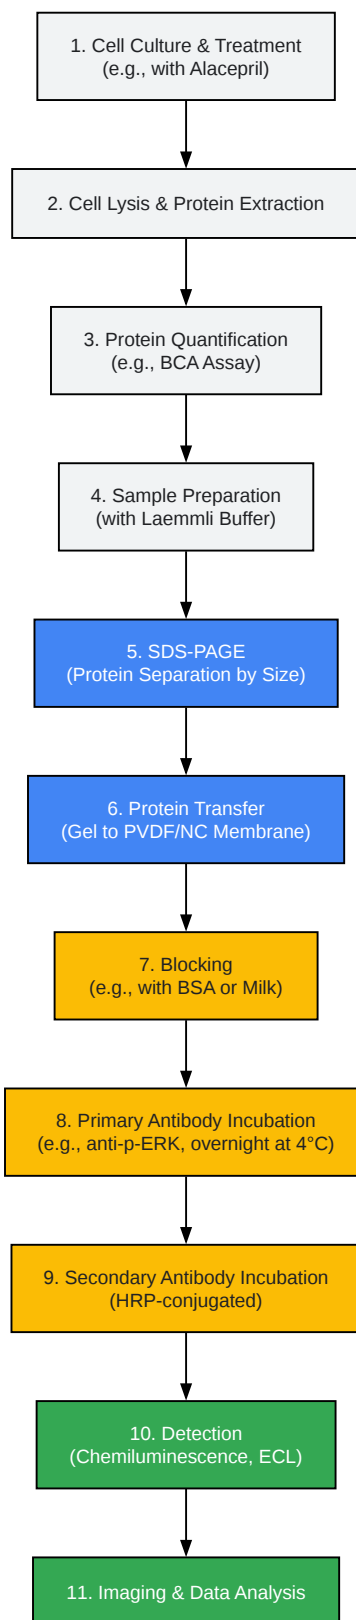 1. Cell Culture & Treatment
(e.g., with Alacepril)
2. Cell Lysis & Protein Extraction
3. Protein Quantification
(e.g., BCA Assay)
4. Sample Preparation
(with Laemmli Buffer)
5. SDS-PAGE
(Protein Separation by Size)
6. Protein Transfer
(Gel to PVDF/NC Membrane)
7. Blocking
(e.g., with BSA or Milk)
8. Primary Antibody Incubation
(e.g., anti-p-ERK, overnight at 4°C)
9. Secondary Antibody Incubation
(HRP-conjugated)
10. Detection
(Chemiluminescence, ECL)
11. Imaging & Data Analysis